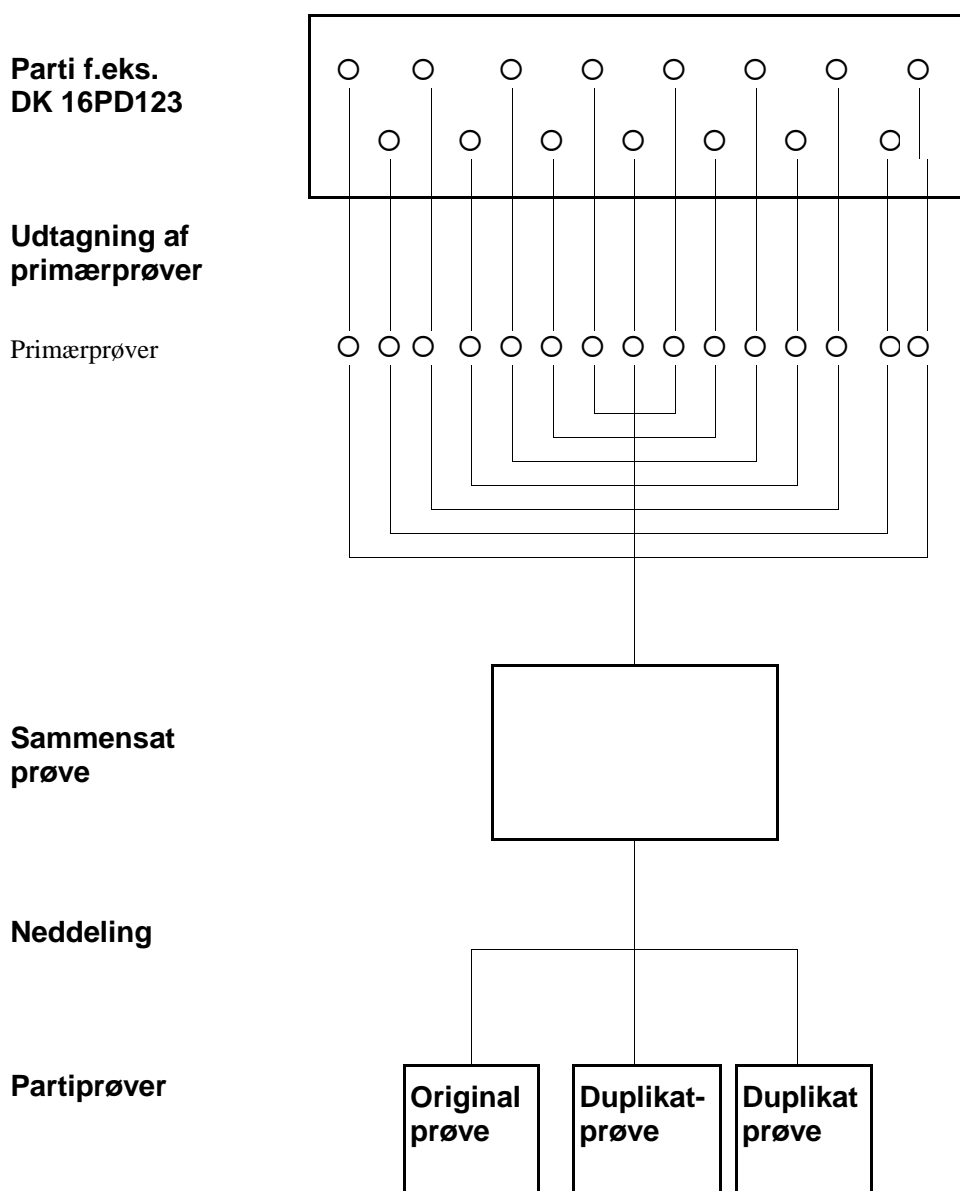 Parti f.eks.
DK 16PD123
Udtagning af
primærprøver
Primærprøver
Sammensat
prøve
Neddeling
Partiprøver
Original
prøve
Duplikat-
prøve
Duplikat
prøve